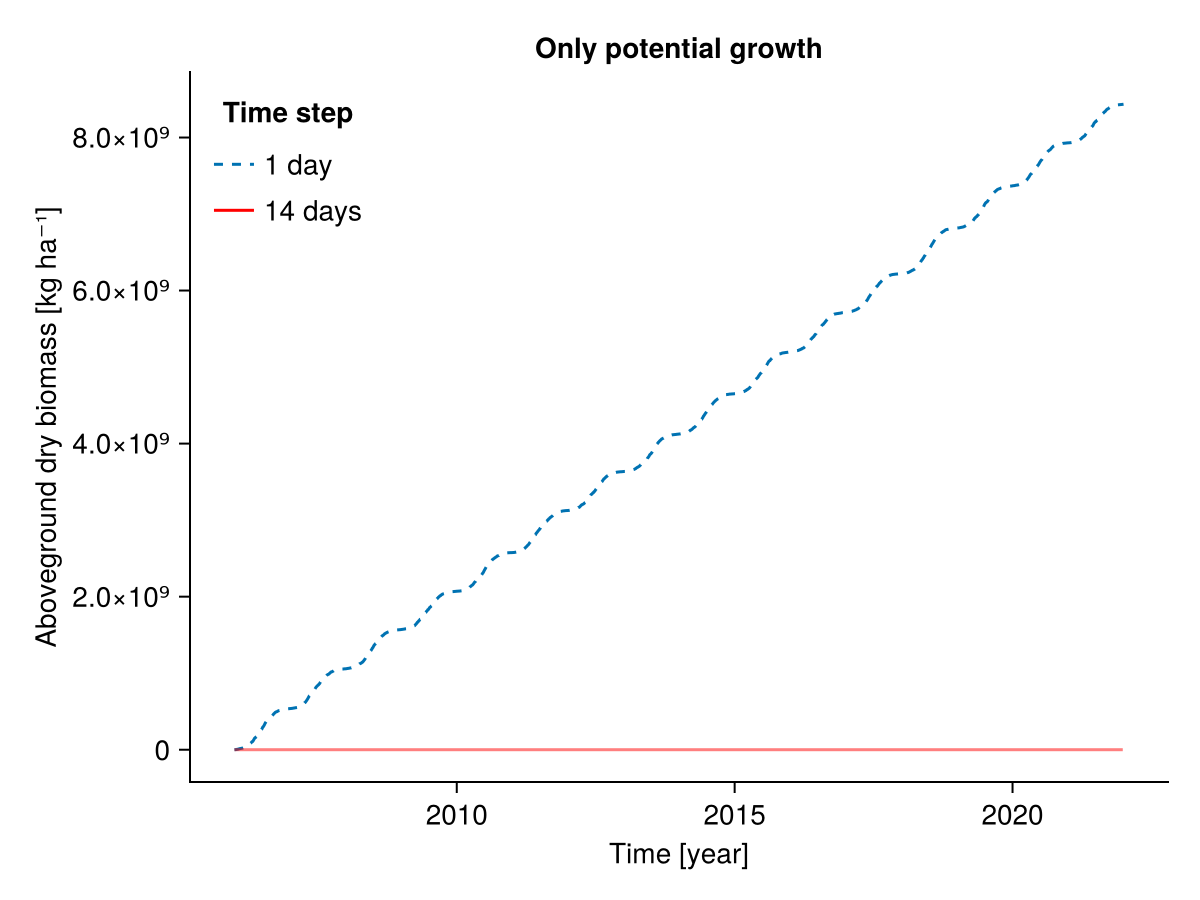 Only potential growth
Time step
1 day
14 days
Aboveground dry biomass [kg ha⁻¹]
8.0×10⁹
6.0×10⁹
4.0×10⁹
2.0×10⁹
0
2010 2015 2020
Time [year]